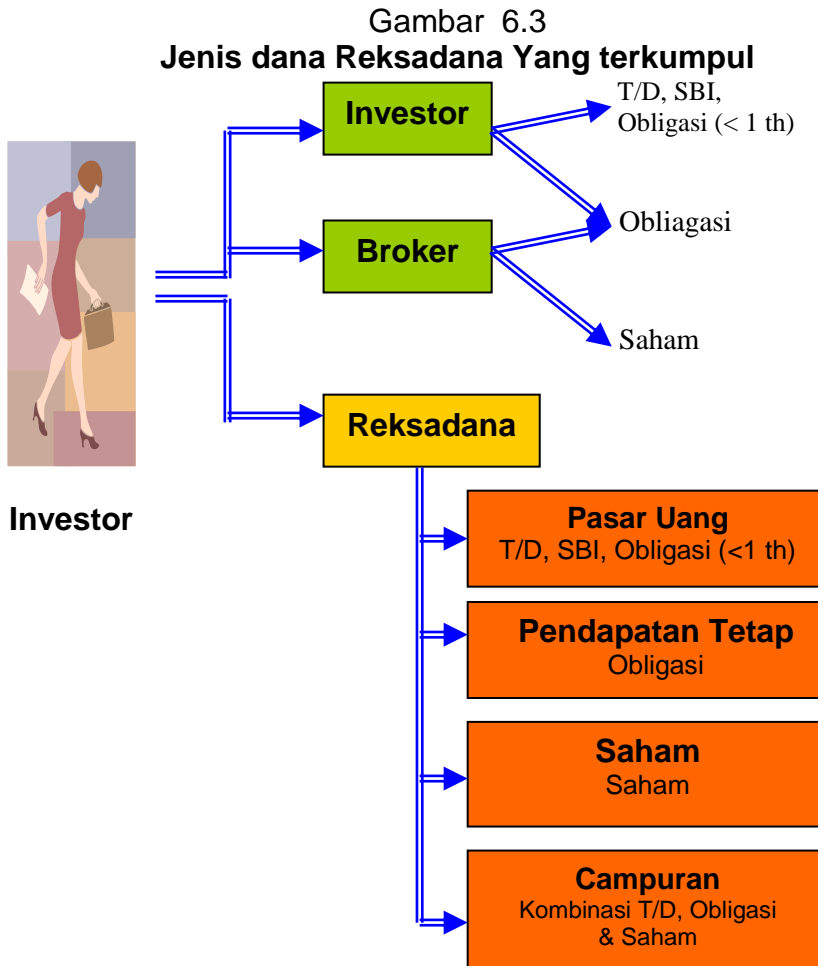 Gambar 6.3
Jenis dana Reksadana Yang terkumpul
Investor
T/D, SBI,
Obligasi (< 1 th)
Obliagasi
Broker
Saham
Reksadana
Investor
Pasar Uang
T/D, SBI, Obligasi (<1 th)
Pendapatan Tetap
Obligasi
Saham
Saham
Campuran
Kombinasi T/D, Obligasi
& Saham